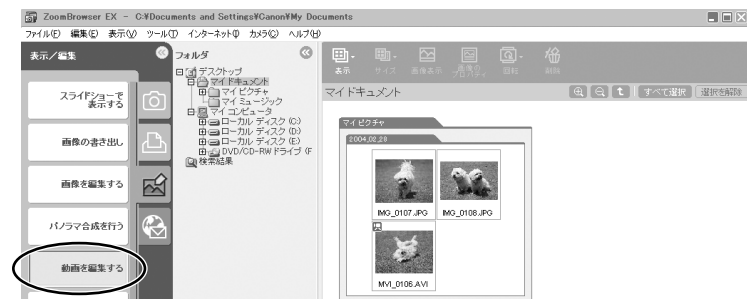 ZoomBrowser EX - C:¥Documents and Settings¥Canon¥My Documents
ファイル(F) 編集(E) 表示(V) ツール(T) インターネット(I) カメラ(C) ヘルプ(H)
表示／編集
スライドショーで
表示する
画像の書き出し
画像を編集する
パノラマ合成を行う
動画を編集する
フォルダ
デスクトップ
マイドキュメント
マイピクチャ
マイミュージック
マイコンピュータ
ローカル ディスク (C:)
ローカル ディスク (D:)
ローカル ディスク (E:)
DVD/CD-RW ドライブ (F
検索結果
表示 サイズ 画像表示 画像のプロパティ 回転 削除
マイドキュメント すべて選択 選択を解除
マイピクチャ
2004_02_28
IMG_0107.JPG IMG_0108.JPG
MVI_0106.AVI